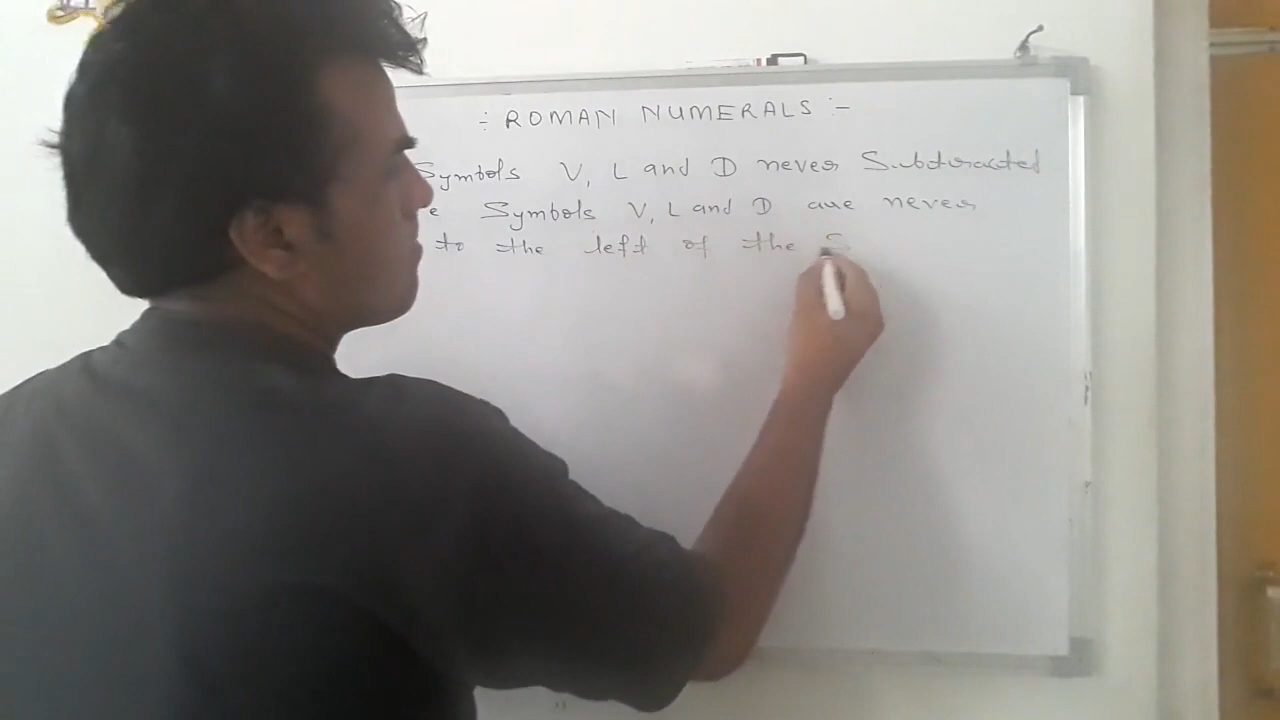 :- ROMAN NUMERALS :-
Symbols V, L and D never Subtracted
e Symbols V, L and D are never
to the left of the S